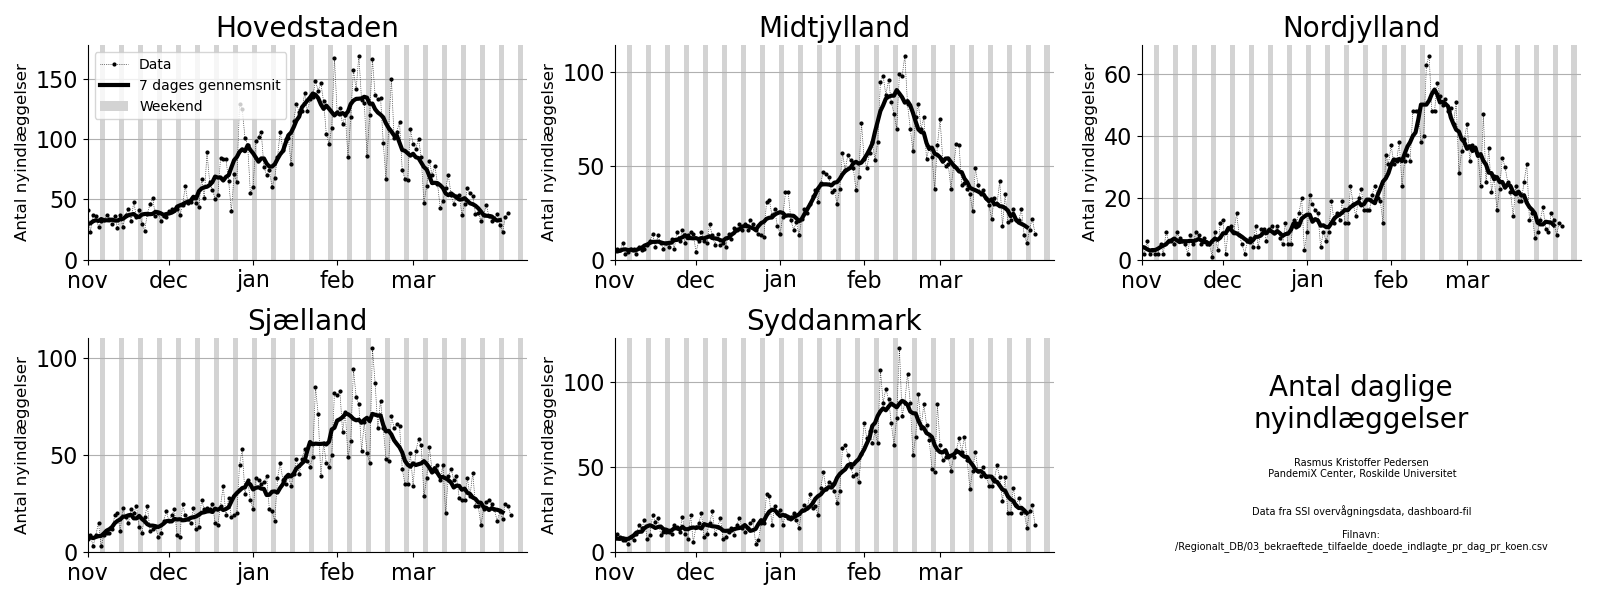 Hovedstaden
Antal nyindlæggelser
150
100
50
0
Data
7 dages gennemsnit
Weekend
nov dec jan feb mar
Midtjylland
Antal nyindlæggelser
100
50
0
nov dec jan feb mar
Nordjylland
Antal nyindlæggelser
60
40
20
0
nov dec jan feb mar
Sjælland
Antal nyindlæggelser
100
50
0
nov dec jan feb mar
Syddanmark
Antal nyindlæggelser
100
50
0
nov dec jan feb mar
Antal daglige
nyindlæggelser
Rasmus Kristoffer Pedersen
PandemiX Center, Roskilde Universitet
Data fra SSI overvågningsdata, dashboard-fil
Filnavn:
/Regionalt_DB/03_bekraeftede_tilfaelde_doede_indlagte_pr_dag_pr_koen.csv